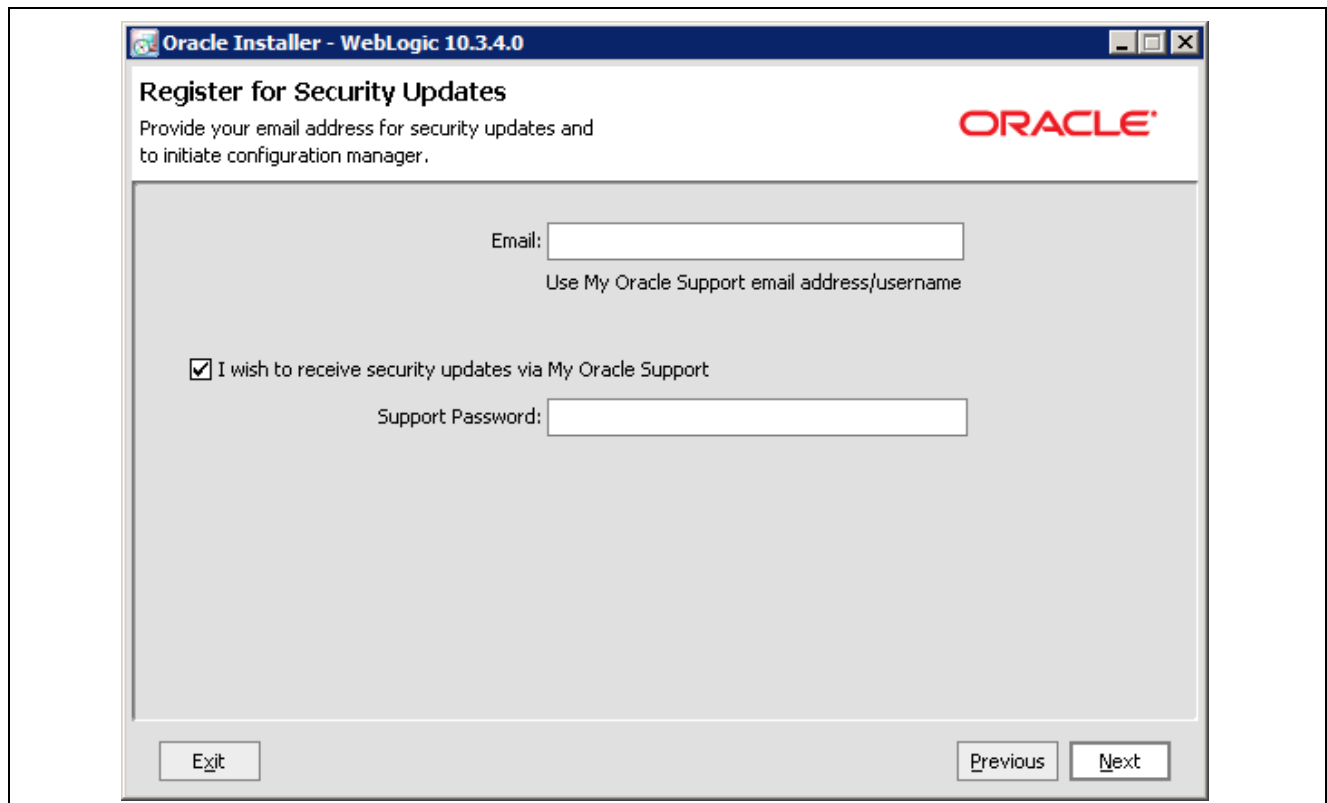 Oracle Installer - WebLogic 10.3.4.0
Register for Security Updates
Provide your email address for security updates and
to initiate configuration manager.
ORACLE
Email:
Use My Oracle Support email address/username
I wish to receive security updates via My Oracle Support
Support Password:
Exit
Previous
Next